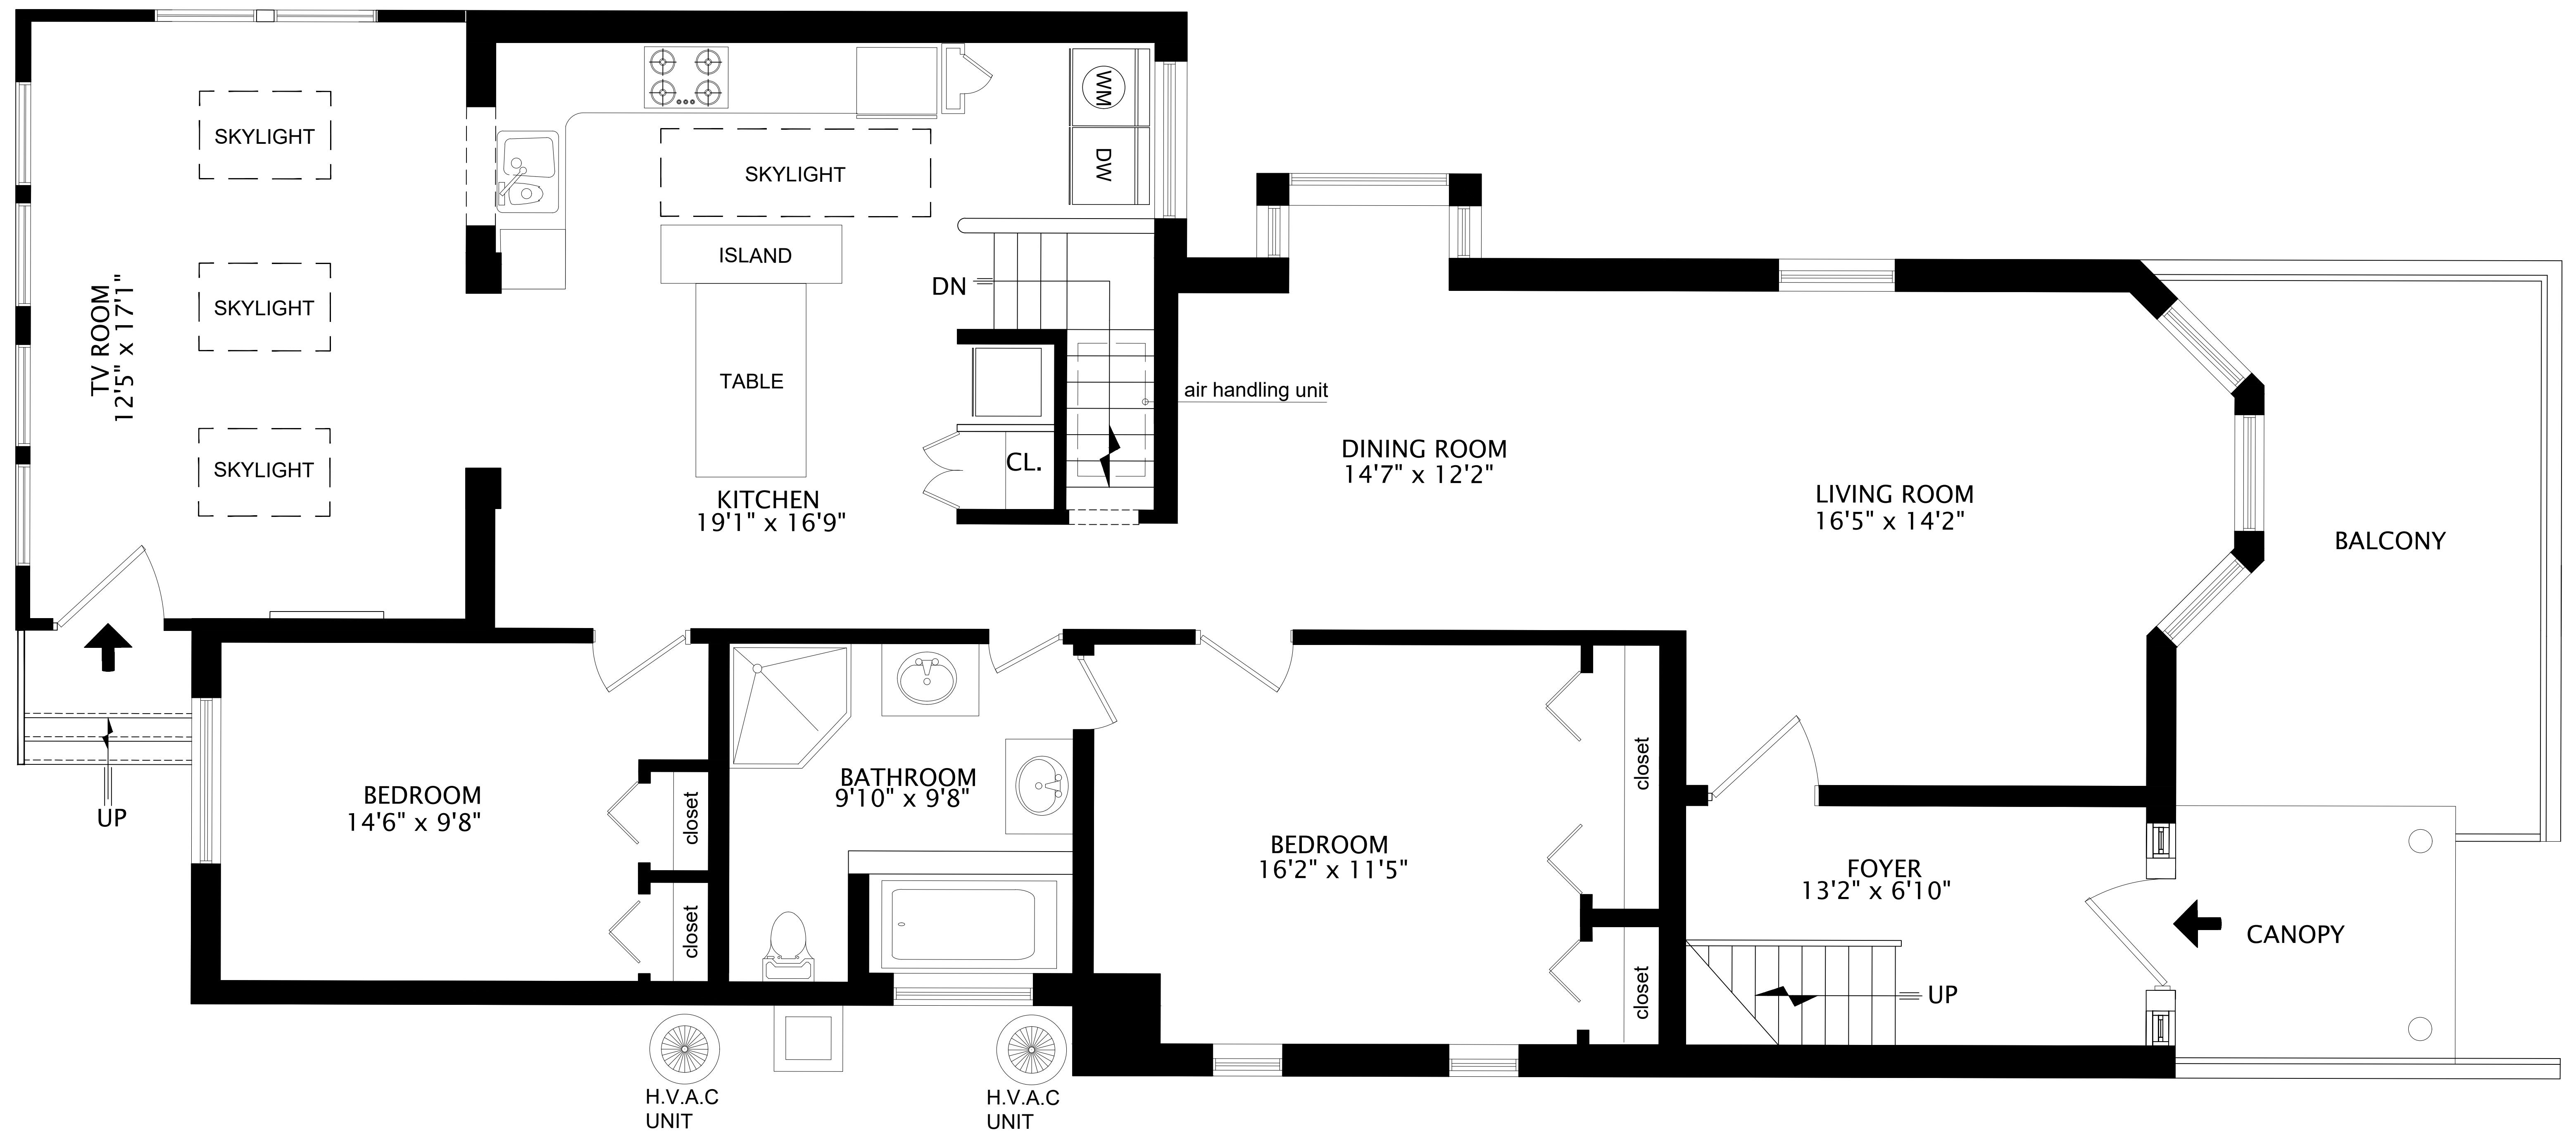 WM
DW
SKYLIGHT
SKYLIGHT
SKYLIGHT
SKYLIGHT
TV ROOM
12'5" x 17'1"
ISLAND
TABLE
KITCHEN
19'1" x 16'9"
DN
CL.
air handling unit
DINING ROOM
14'7" x 12'2"
LIVING ROOM
16'5" x 14'2"
BALCONY
UP
BEDROOM
14'6" x 9'8"
closet
closet
BATHROOM
9'10" x 9'8"
BEDROOM
16'2" x 11'5"
closet
closet
FOYER
13'2" x 6'10"
UP
CANOPY
H.V.A.C
UNIT
H.V.A.C
UNIT